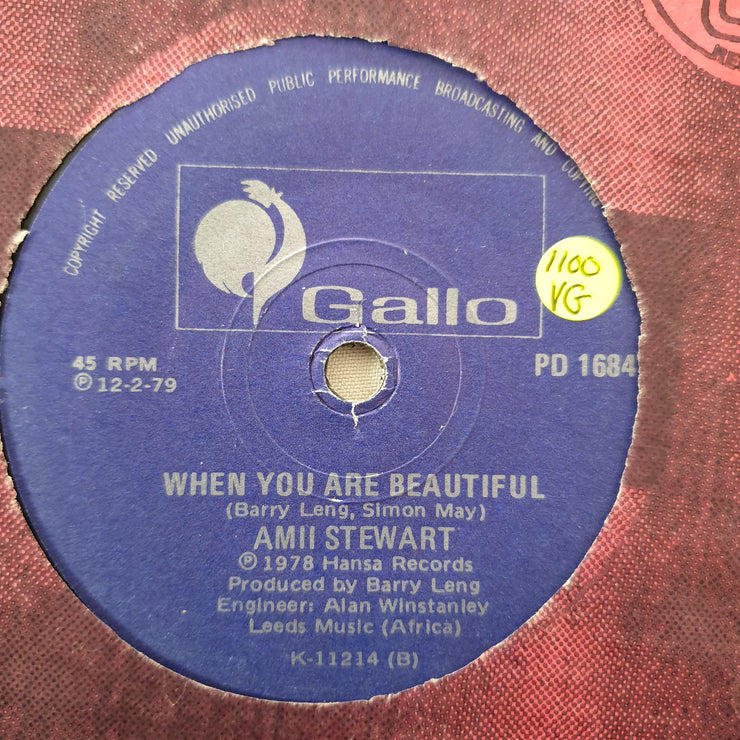 COPYRIGHT RESERVED UNAUTHORISED PUBLIC PERFORMANCE BROADCASTING AND COPYING
Gallo
1100
VG
45 RPM
Ⓟ 12-2-79
PD 1684
WHEN YOU ARE BEAUTIFUL
(Barry Leng, Simon May)
AMII STEWART
Ⓟ 1978 Hansa Records
Produced by Barry Leng
Engineer: Alan Winstanley
Leeds Music (Africa)
K-11214 (B)